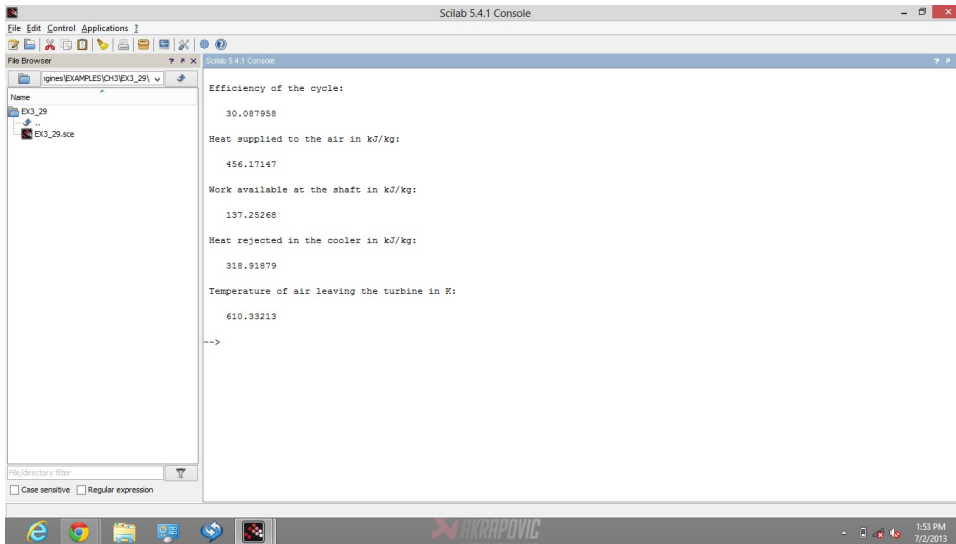 Scilab 5.4.1 Console
File Edit Control Applications ?
File Browser
Scilab 5.4.1 Console
ngines\EXAMPLES\CH3\EX3_29\
Name
EX3_29
..
EX3_29.sce
Efficiency of the cycle:
30.087958
Heat supplied to the air in kJ/kg:
456.17147
Work available at the shaft in kJ/kg:
137.25268
Heat rejected in the cooler in kJ/kg:
318.91879
Temperature of air leaving the turbine in K:
610.33213
-->
File/directory filter
Case sensitive Regular expression
AKRAPOVIC
1:53 PM
7/2/2013